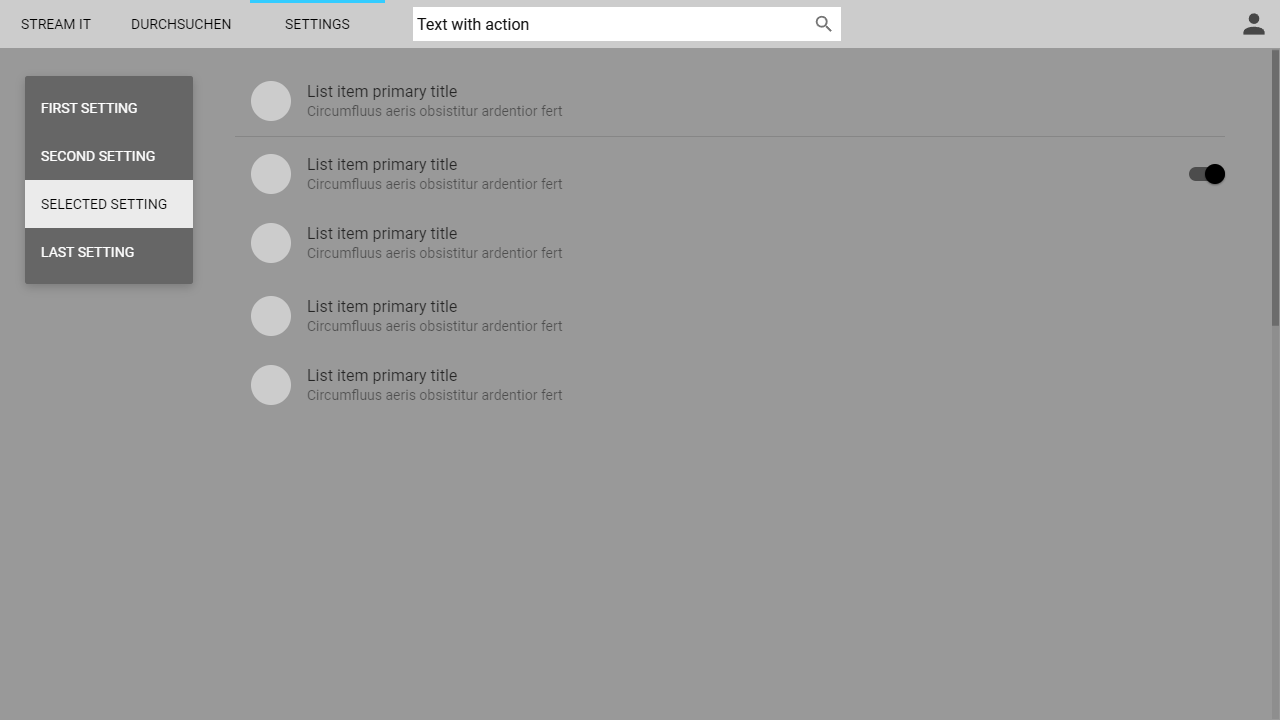 STREAM IT
DURCHSUCHEN
SETTINGS
Text with action
FIRST SETTING
SECOND SETTING
SELECTED SETTING
LAST SETTING
List item primary title
Circumfluus aeris obsistitur ardentior fert
List item primary title
Circumfluus aeris obsistitur ardentior fert
List item primary title
Circumfluus aeris obsistitur ardentior fert
List item primary title
Circumfluus aeris obsistitur ardentior fert
List item primary title
Circumfluus aeris obsistitur ardentior fert